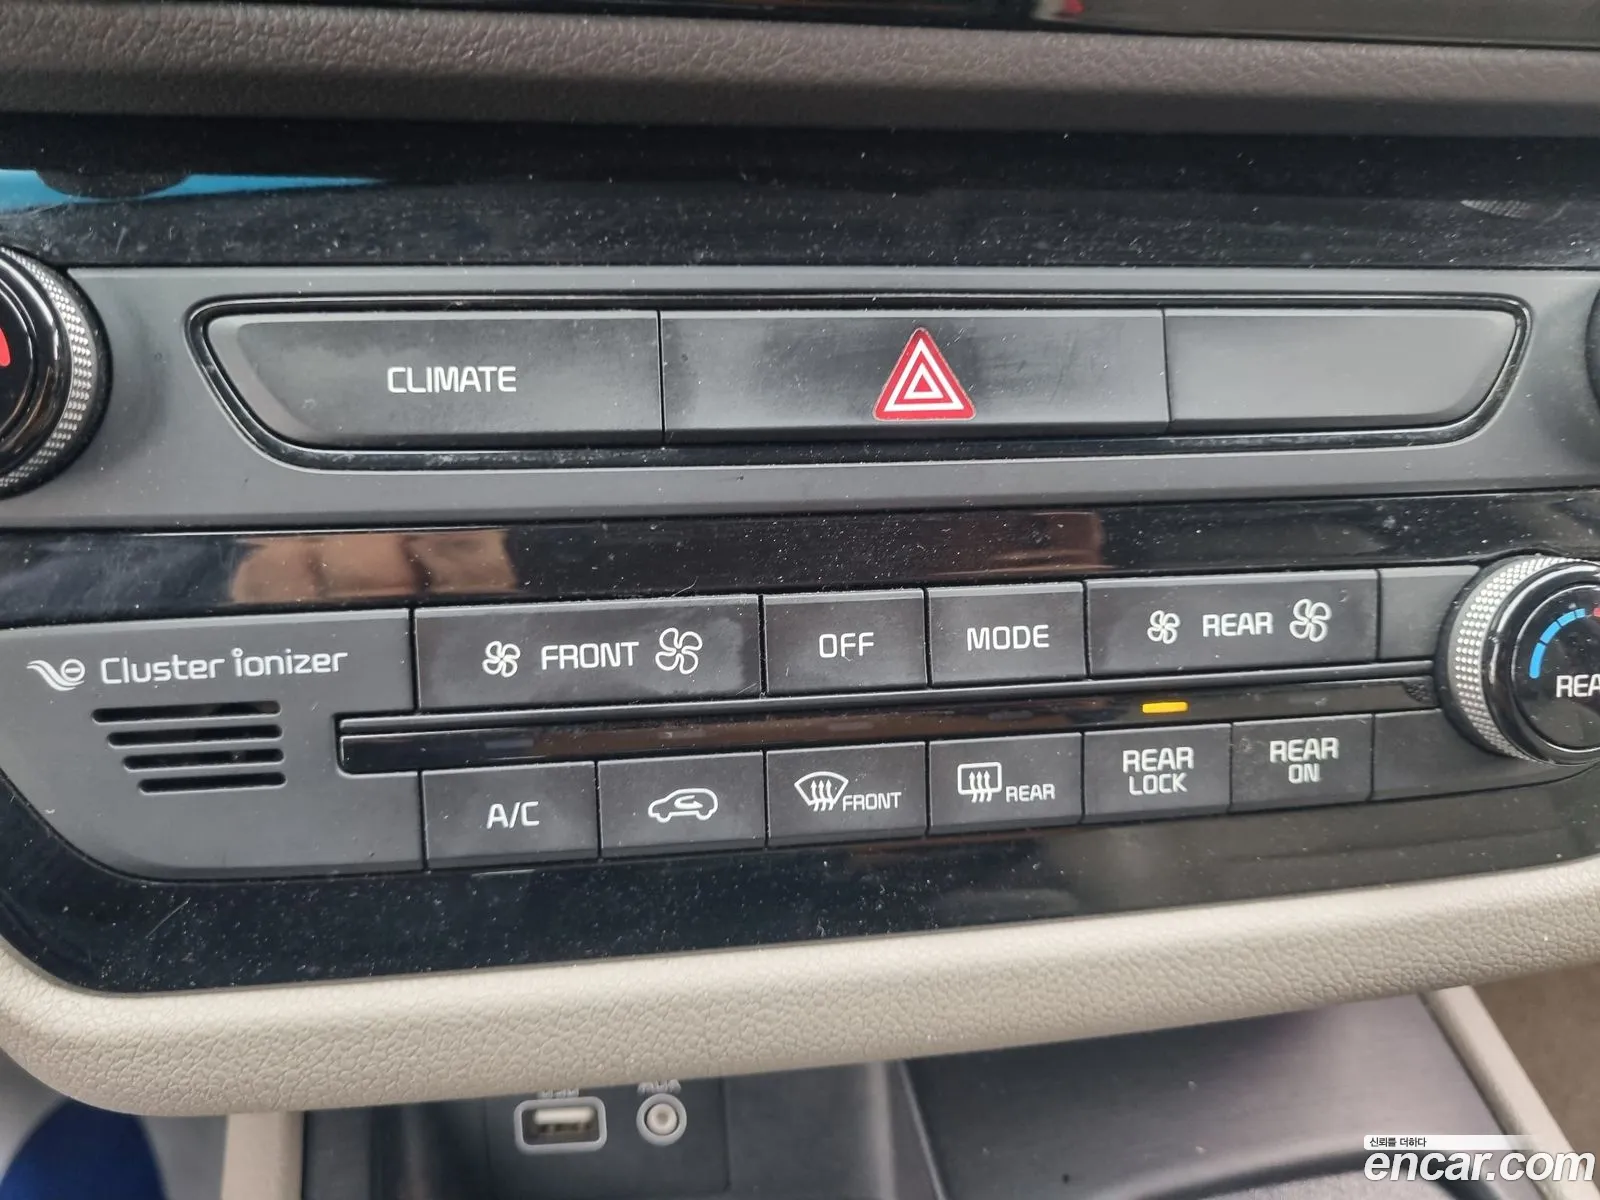 CLIMATE
Cluster ionizer
FRONT
OFF
MODE
REAR
REA
A/C
FRONT
REAR
REAR
LOCK
REAR
ON
AUX
신뢰를 더하다
encar.com